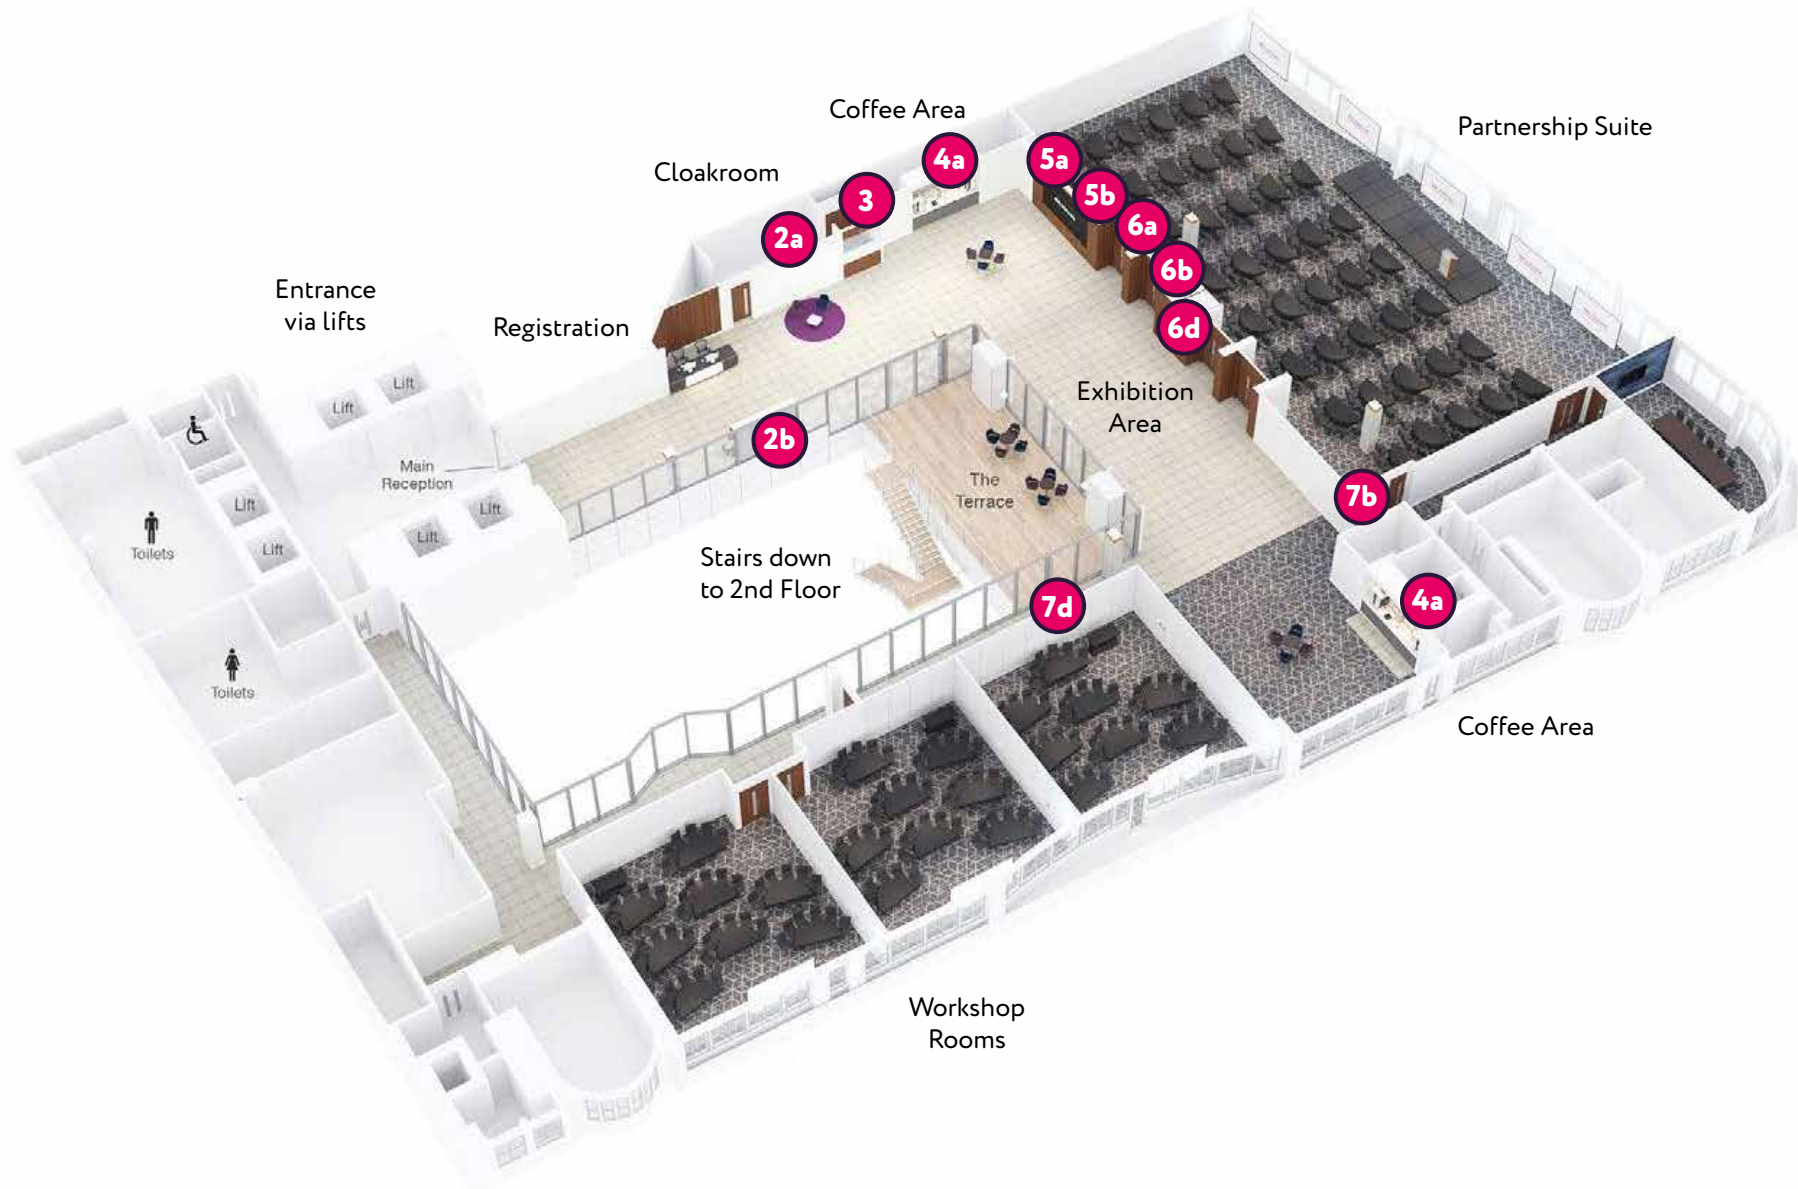 Coffee Area
Partnership Suite
Cloakroom
4a
5a
5b
3
6a
2a
6b
Entrance
via lifts
Registration
6d
Lift
Lift
Exhibition
Area
2b
Main
Reception
The
Terrace
7b
Lift
Lift
Lift
Lift
Toilets
Stairs down
to 2nd Floor
7d
4a
Toilets
Coffee Area
Workshop
Rooms